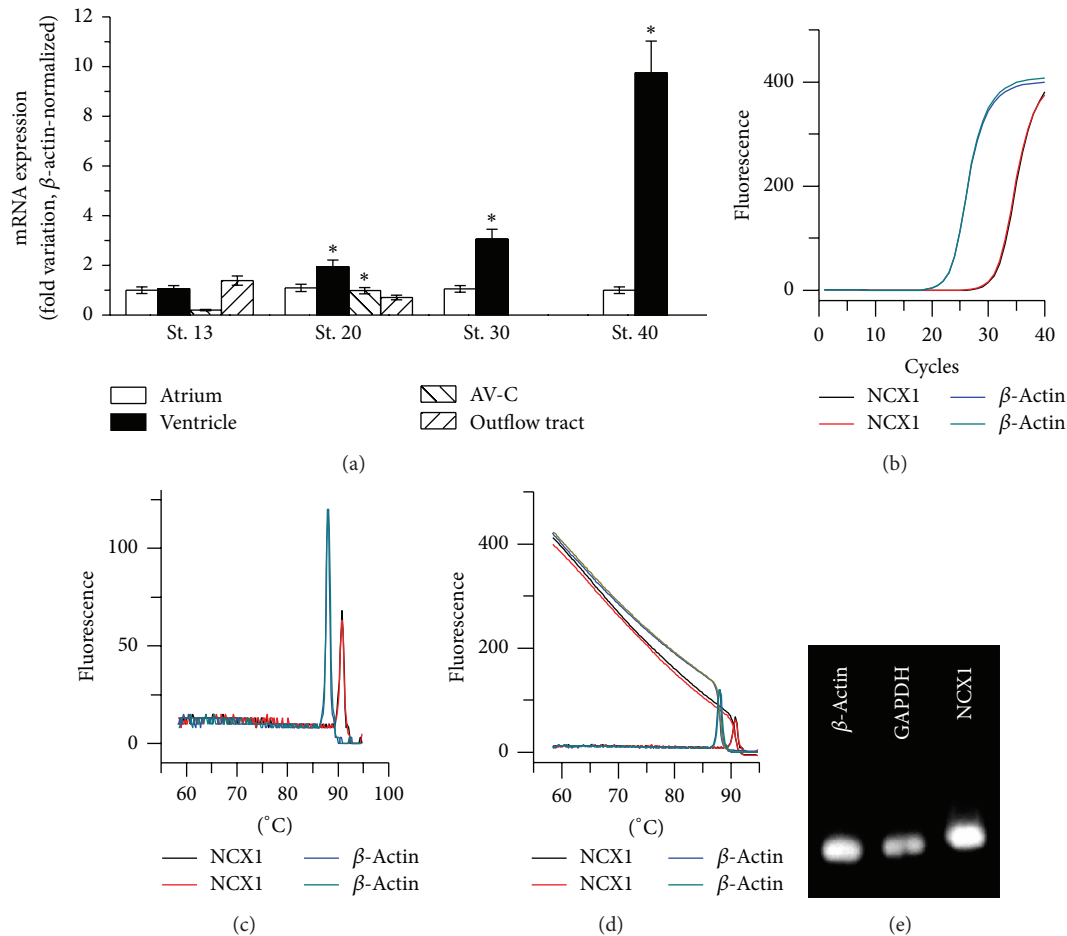 mRNA expression
(fold variation, β-actin-normalized)
12
10
8
6
4
2
0
*
*
*
*
*
St. 13
St. 20
St. 30
St. 40
Atrium
Ventricle
AV-C
Outflow tract
(a)
Fluorescence
400
200
0
0
10
20
30
40
Cycles
NCX1
β-Actin
NCX1
β-Actin
(b)
Fluorescence
100
50
0
60
70
80
90
100
(°C)
NCX1
β-Actin
NCX1
β-Actin
(c)
Fluorescence
400
200
0
60
70
80
90
(°C)
NCX1
β-Actin
NCX1
β-Actin
(d)
β-Actin
GAPDH
NCX1
(e)